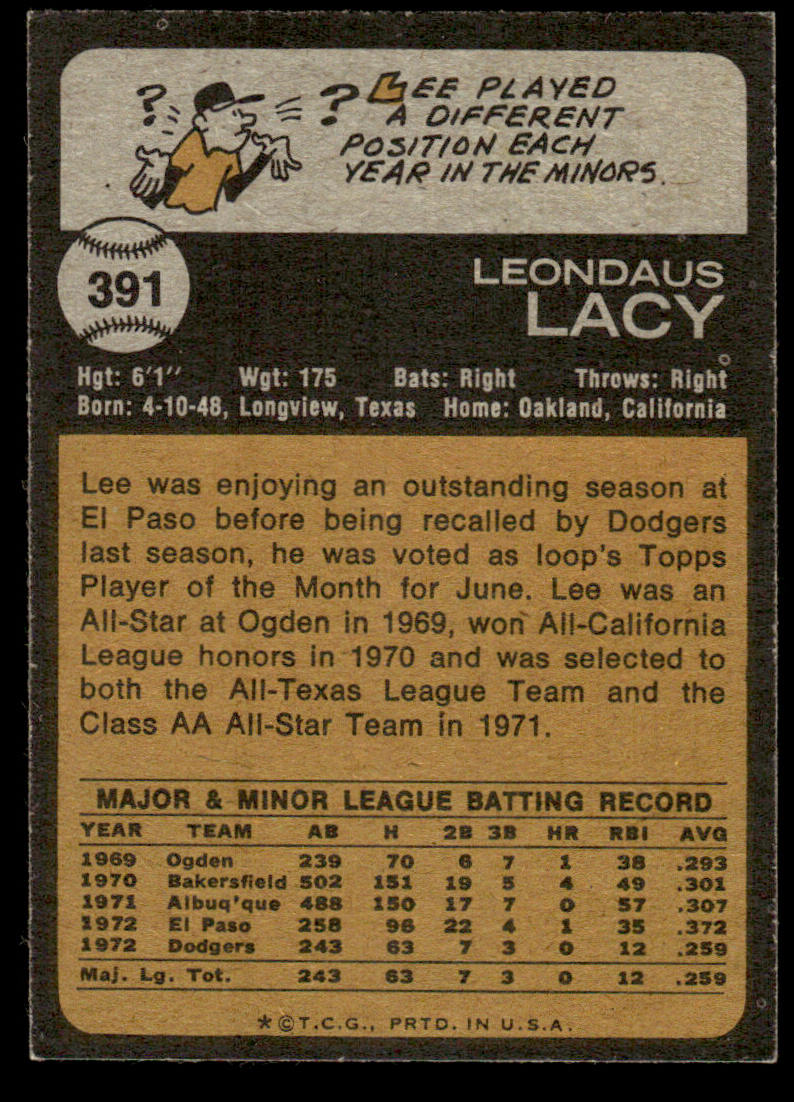 ? ? LEE PLAYED
A DIFFERENT
POSITION EACH
YEAR IN THE MINORS.
391
LEONDAUS
LACY
Hgt: 6'1" Wgt: 175 Bats: Right Throws: Right
Born: 4-10-48, Longview, Texas Home: Oakland, California
Lee was enjoying an outstanding season at
El Paso before being recalled by Dodgers
last season, he was voted as loop's Topps
Player of the Month for June. Lee was an
All-Star at Ogden in 1969, won All-California
League honors in 1970 and was selected to
both the All-Texas League Team and the
Class AA All-Star Team in 1971.
MAJOR & MINOR LEAGUE BATTING RECORD
YEAR TEAM AB H 2B 3B HR RBI AVG
1969 Ogden 239 70 6 7 1 38 .293
1970 Bakersfield 502 151 19 5 4 49 .301
1971 Albuq'que 488 150 17 7 0 57 .307
1972 El Paso 258 96 22 4 1 35 .372
1972 Dodgers 243 63 7 3 0 12 .259
Maj. Lg. Tot. 243 63 7 3 0 12 .259
*©T.C.G., PRTD. IN U.S.A.